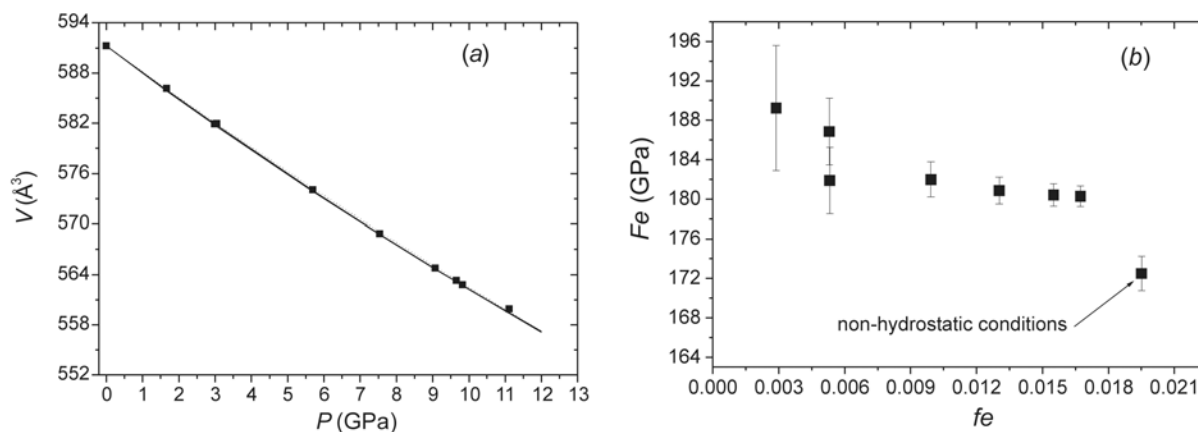 594
588
582
576
570
564
558
552
V (Å³)
(a)
0 1 2 3 4 5 6 7 8 9 10 11 12 13
P (GPa)
196
192
188
184
180
176
172
168
164
Fe (GPa)
(b)
non-hydrostatic conditions
0.000 0.003 0.006 0.009 0.012 0.015 0.018 0.021
fe